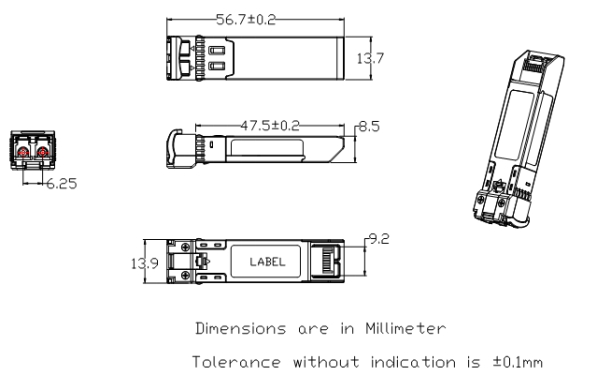 56.7±0.2
13.7
47.5±0.2
8.5
6.25
9.2
13.9
LABEL
Dimensions are in Millimeter
Tolerance without indication is ±0.1mm